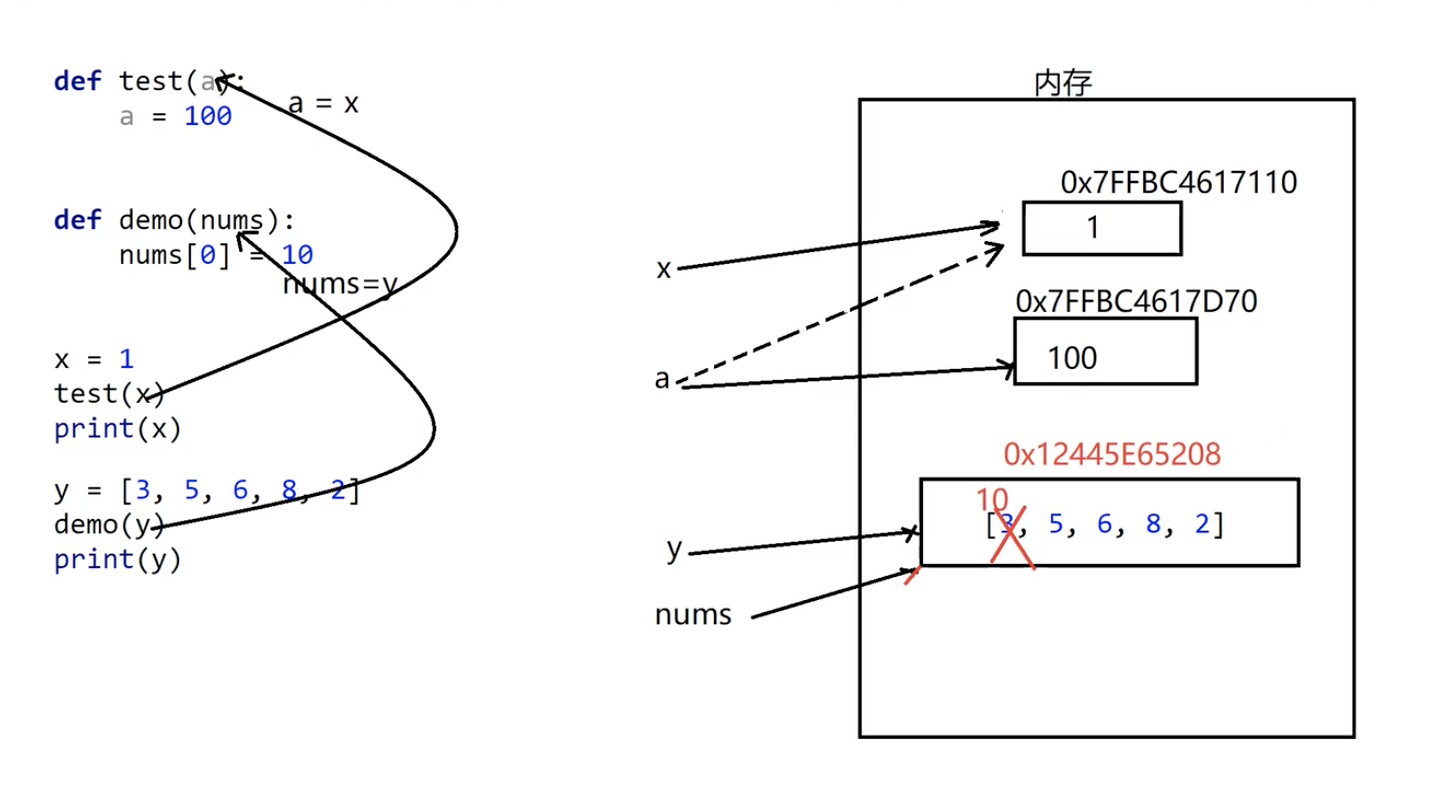 def test(a):
a = 100
a = x
def demo(nums):
nums[0] = 10
nums=y
x = 1
test(x)
print(x)
y = [3, 5, 6, 8, 2]
demo(y)
print(y)
内存
0x7FFBC4617110
1
x
0x7FFBC4617D70
100
a
0x12445E65208
10
[3, 5, 6, 8, 2]
y
nums